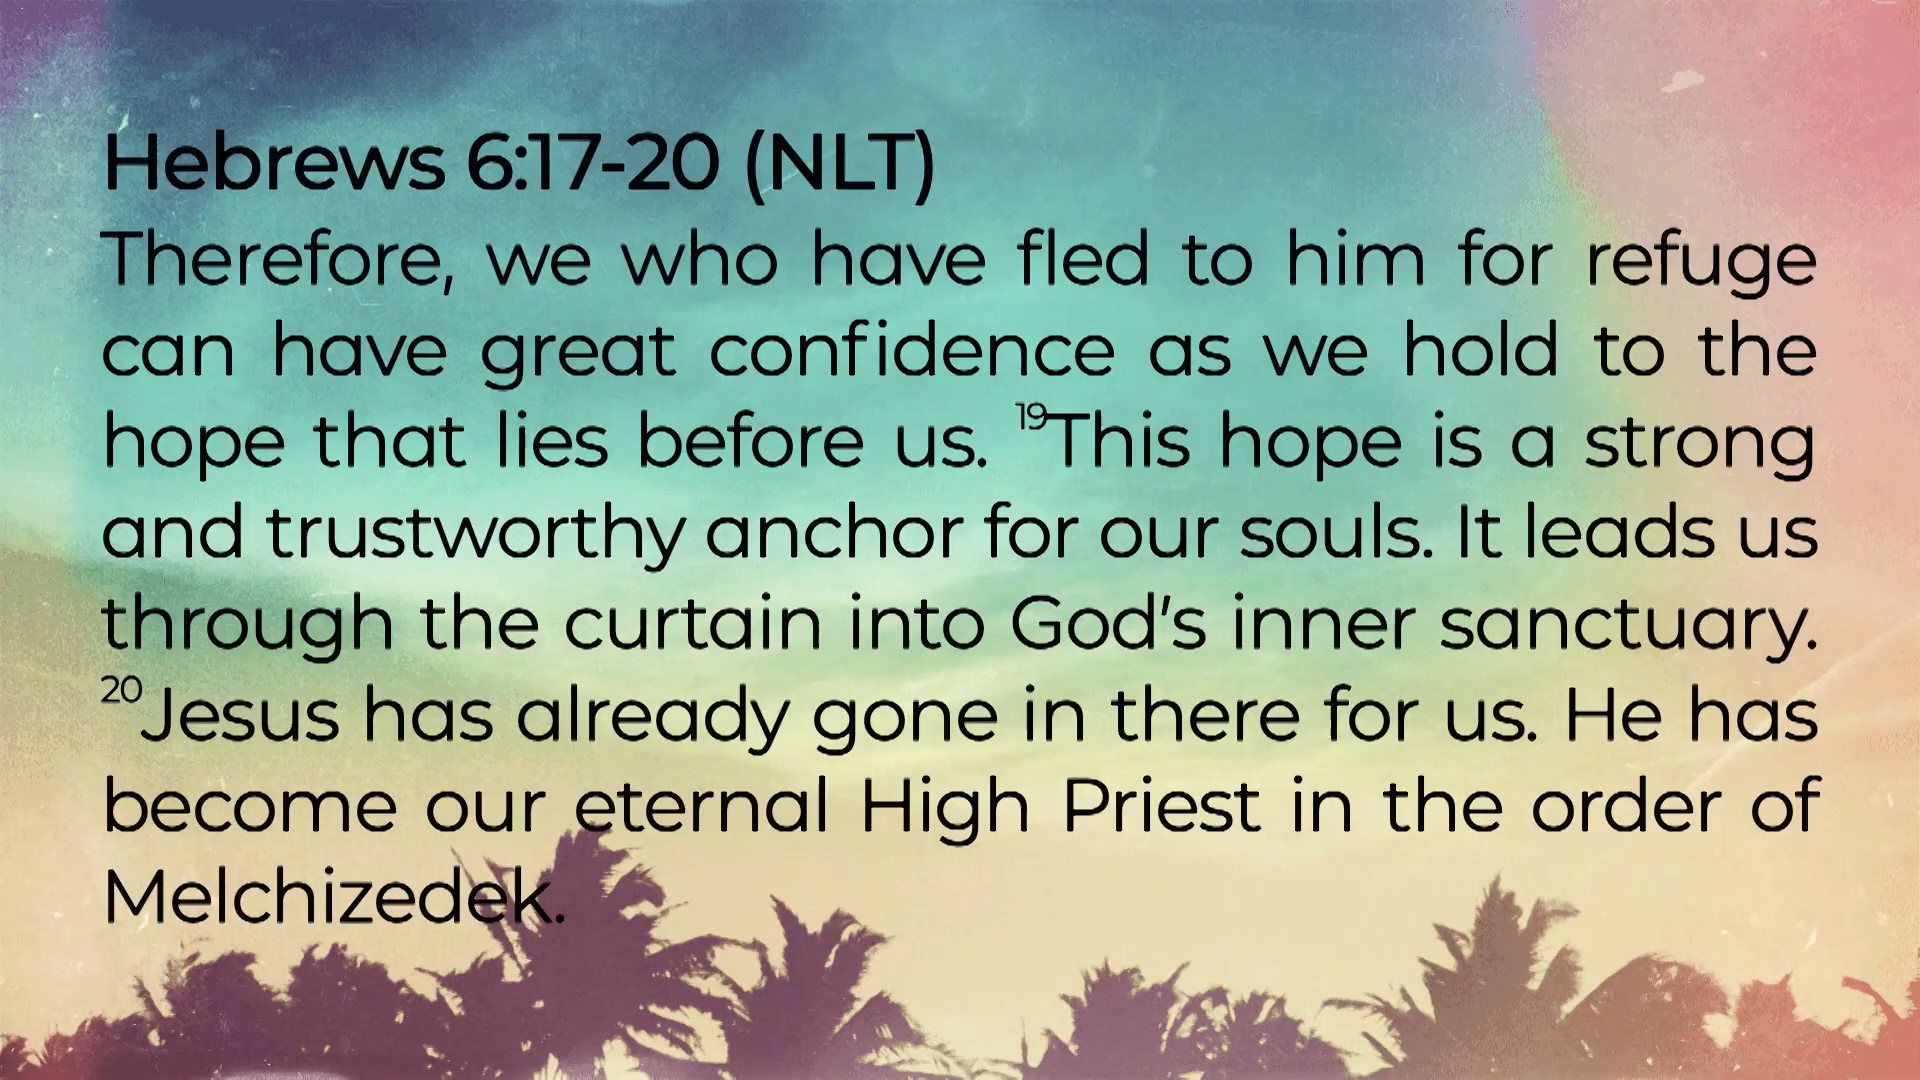 Hebrews 6:17-20 (NLT)
Therefore, we who have fled to him for refuge
can have great confidence as we hold to the
hope that lies before us. 19This hope is a strong
and trustworthy anchor for our souls. It leads us
through the curtain into God's inner sanctuary.
20Jesus has already gone in there for us. He has
become our eternal High Priest in the order of
Melchizedek.